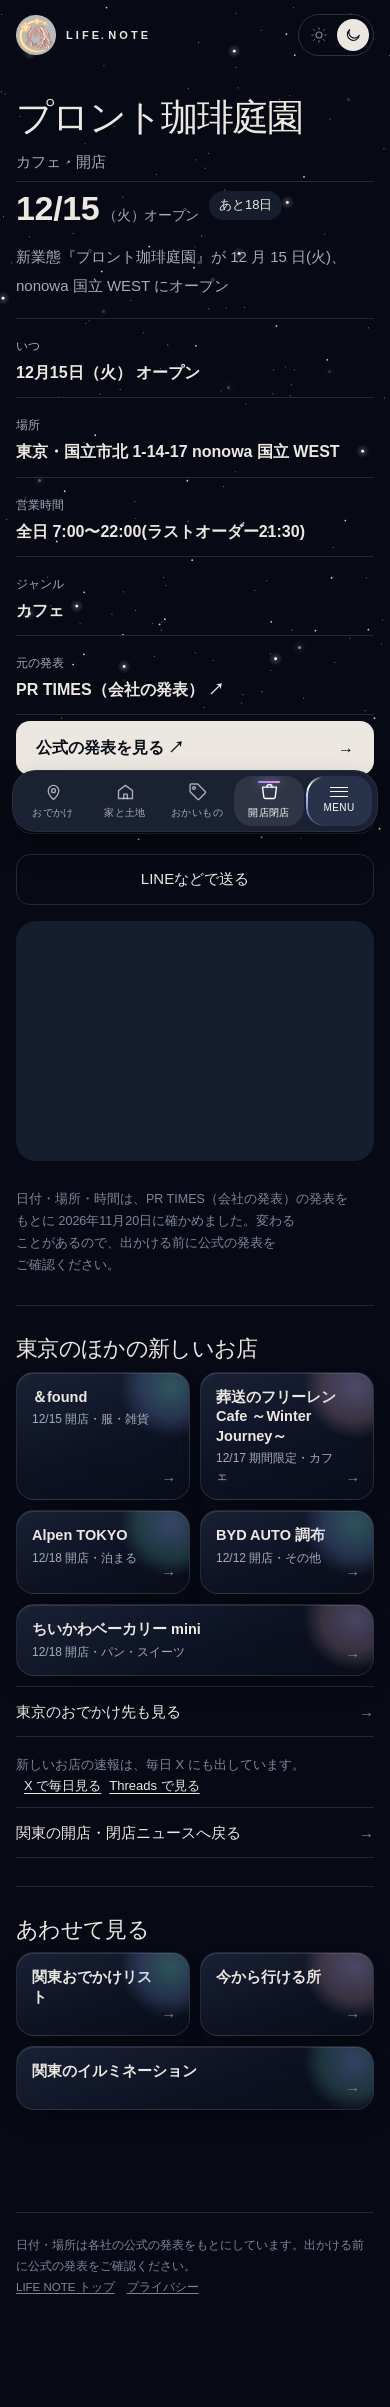 LIFE.NOTE
プロント珈琲庭園
カフェ・開店
12/15 （火）オープン あと18日
新業態『プロント珈琲庭園』が 12 月 15 日(火)、
nonowa 国立 WEST にオープン
いつ
12月15日（火） オープン
場所
東京・国立市北 1-14-17 nonowa 国立 WEST
営業時間
全日 7:00〜22:00(ラストオーダー21:30)
ジャンル
カフェ
元の発表
PR TIMES（会社の発表） ↗
公式の発表を見る ↗ →
おでかけ 家と土地 おかいもの 開店閉店 MENU
LINEなどで送る
日付・場所・時間は、PR TIMES（会社の発表）の発表を
もとに 2026年11月20日に確かめました。変わる
ことがあるので、出かける前に公式の発表を
ご確認ください。
東京のほかの新しいお店
＆found
12/15 開店・服・雑貨
→
葬送のフリーレン
Cafe ～Winter
Journey～
12/17 期間限定・カフ
ェ
→
Alpen TOKYO
12/18 開店・泊まる
→
BYD AUTO 調布
12/12 開店・その他
→
ちいかわベーカリー mini
12/18 開店・パン・スイーツ
→
東京のおでかけ先も見る →
新しいお店の速報は、毎日 X にも出しています。
X で毎日見る Threads で見る
関東の開店・閉店ニュースへ戻る →
あわせて見る
関東おでかけリス
ト
→
今から行ける所
→
関東のイルミネーション
→
日付・場所は各社の公式の発表をもとにしています。出かける前
に公式の発表をご確認ください。
LIFE NOTE トップ プライバシー